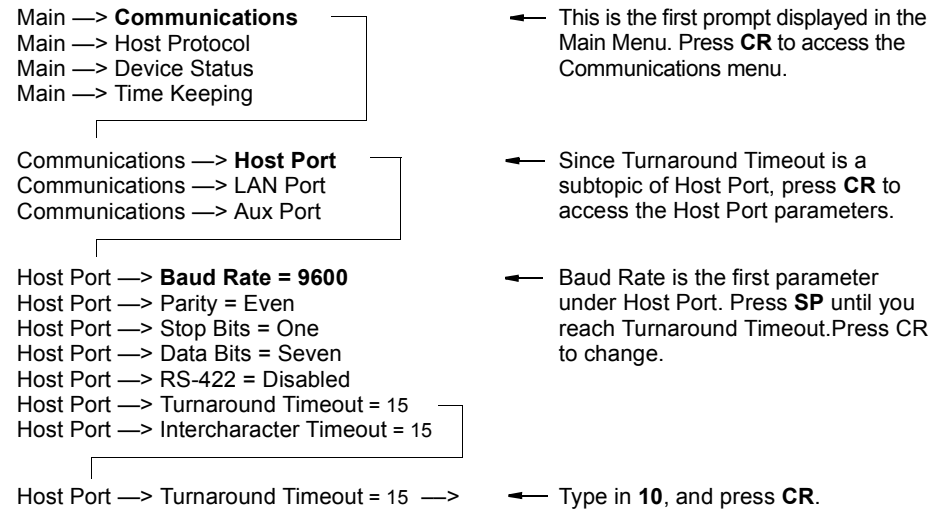 Main —> Communications
Main —> Host Protocol
Main —> Device Status
Main —> Time Keeping
This is the first prompt displayed in the
Main Menu. Press CR to access the
Communications menu.
Communications —> Host Port
Communications —> LAN Port
Communications —> Aux Port
Since Turnaround Timeout is a
subtopic of Host Port, press CR to
access the Host Port parameters.
Host Port —> Baud Rate = 9600
Host Port —> Parity = Even
Host Port —> Stop Bits = One
Host Port —> Data Bits = Seven
Host Port —> RS-422 = Disabled
Host Port —> Turnaround Timeout = 15
Host Port —> Intercharacter Timeout = 15
Baud Rate is the first parameter
under Host Port. Press SP until you
reach Turnaround Timeout.Press CR
to change.
Host Port —> Turnaround Timeout = 15 —>
Type in 10, and press CR.